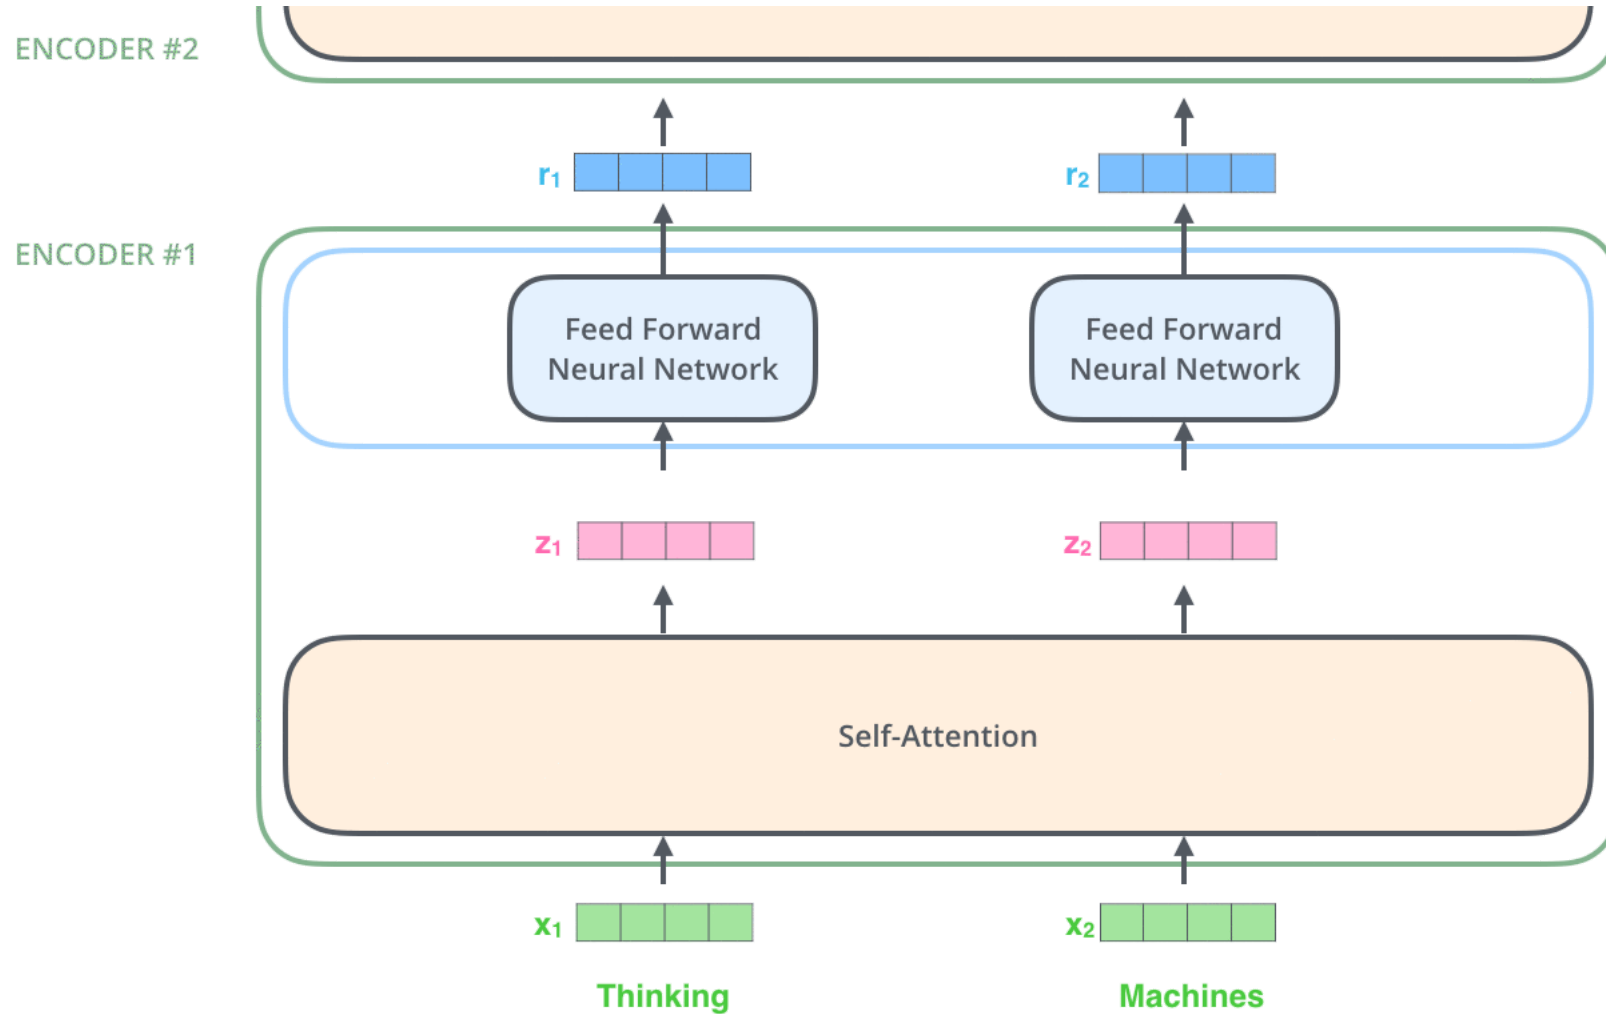 ENCODER #2
r1
r2
ENCODER #1
Feed Forward
Neural Network
Feed Forward
Neural Network
z1
z2
Self-Attention
x1
x2
Thinking
Machines